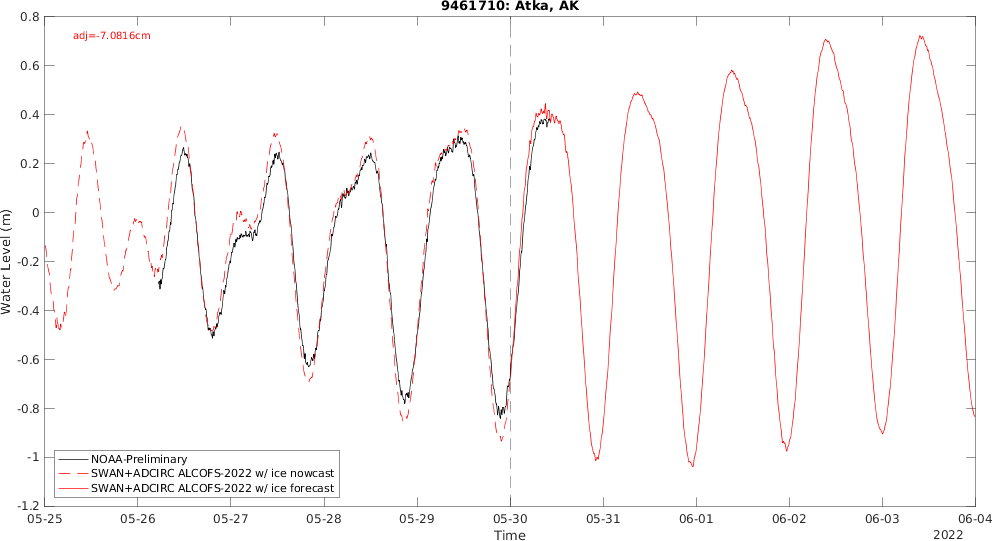 9461710: Atka, AK
adj=-7.0816cm
0.8
0.6
0.4
0.2
0
-0.2
-0.4
-0.6
-0.8
-1
-1.2
Water Level (m)
NOAA-Preliminary
SWAN+ADCIRC ALCOFS-2022 w/ ice nowcast
SWAN+ADCIRC ALCOFS-2022 w/ ice forecast
05-25 05-26 05-27 05-28 05-29 05-30 05-31 06-01 06-02 06-03 06-04
Time
2022